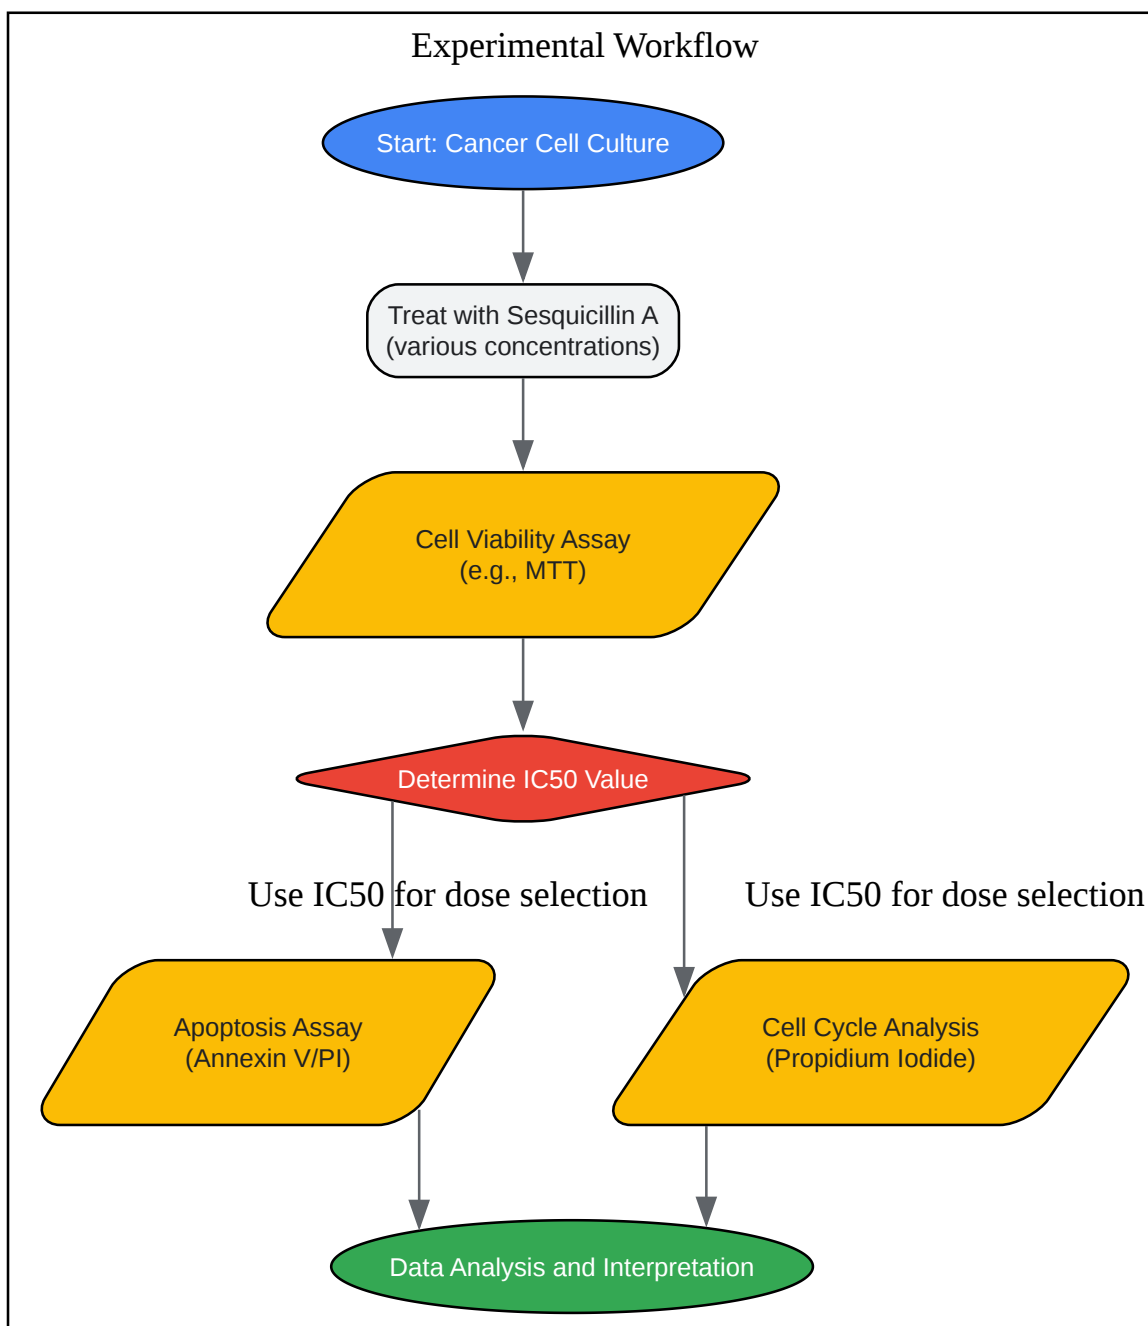 Experimental Workflow
Start: Cancer Cell Culture
Treat with Sesquicillin A
(various concentrations)
Cell Viability Assay
(e.g., MTT)
Determine IC50 Value
Use IC50 for dose selection
Use IC50 for dose selection
Apoptosis Assay
(Annexin V/PI)
Cell Cycle Analysis
(Propidium Iodide)
Data Analysis and Interpretation